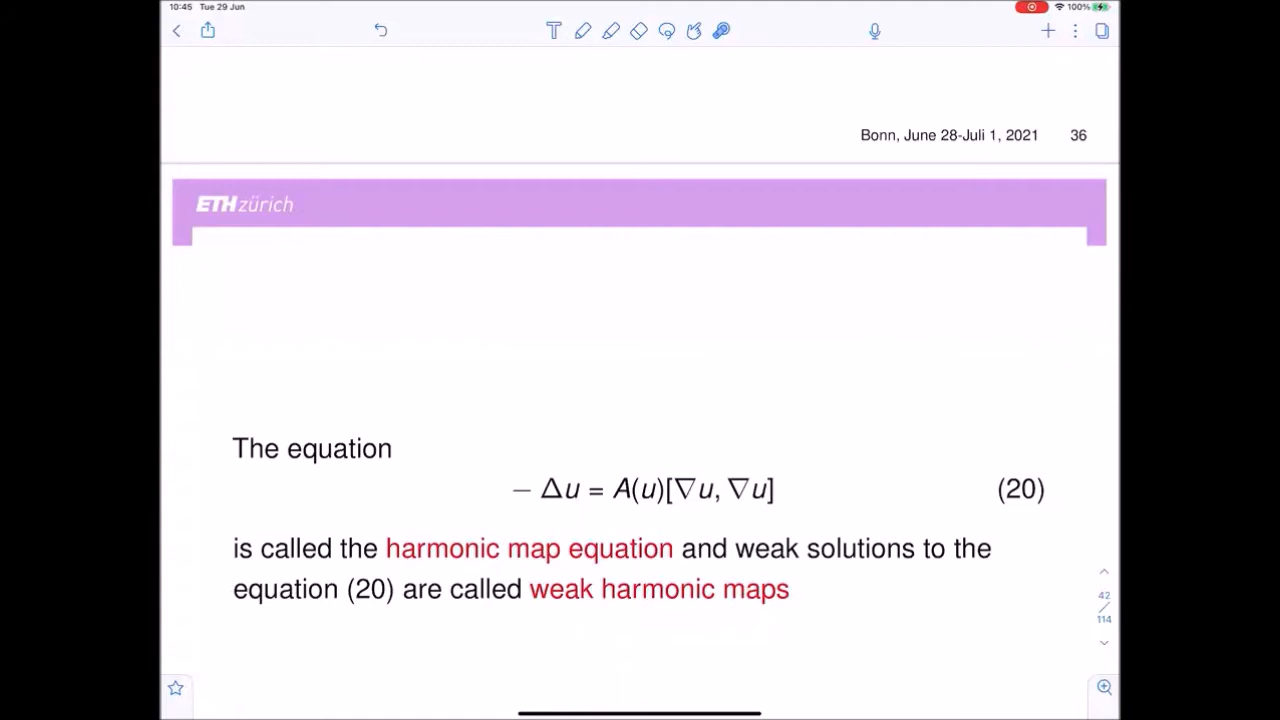 10:45 Tue 29 Jun
100%
T
Bonn, June 28-Juli 1, 2021 36
ETH zürich
The equation
− Δu = A(u)[∇u, ∇u] (20)
is called the harmonic map equation and weak solutions to the
equation (20) are called weak harmonic maps
42
/
114